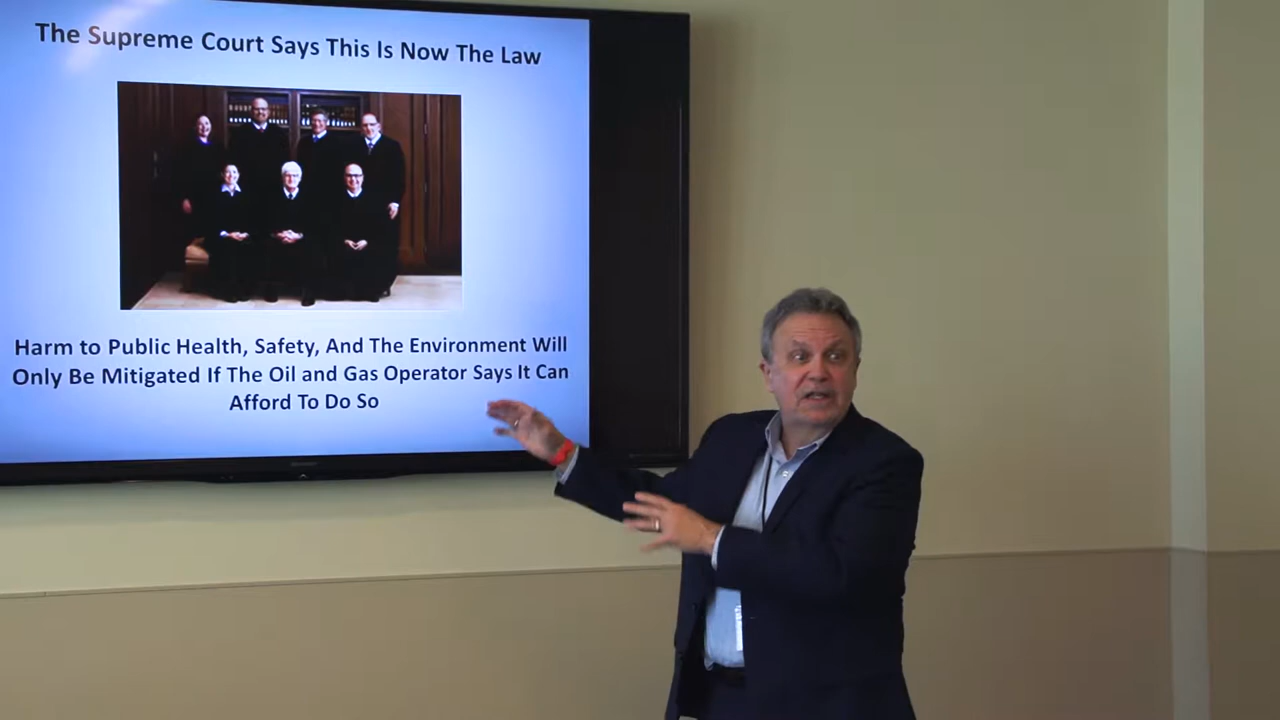 The Supreme Court Says This Is Now The Law
Harm to Public Health, Safety, And The Environment Will
Only Be Mitigated If The Oil and Gas Operator Says It Can
Afford To Do So